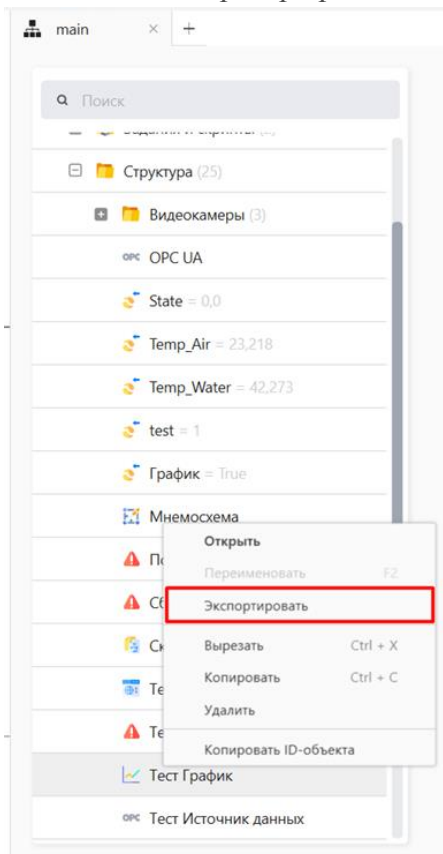 main × +
Поиск
Структура (25)
Видеокамеры (3)
OPC OPC UA
State = 0,0
Temp_Air = 23,218
Temp_Water = 42,273
test = 1
График = True
Мнемосхема
Открыть
Переименовать F2
Экспортировать
Вырезать Ctrl + X
Копировать Ctrl + C
Удалить
Копировать ID-объекта
Тест График
OPC Тест Источник данных